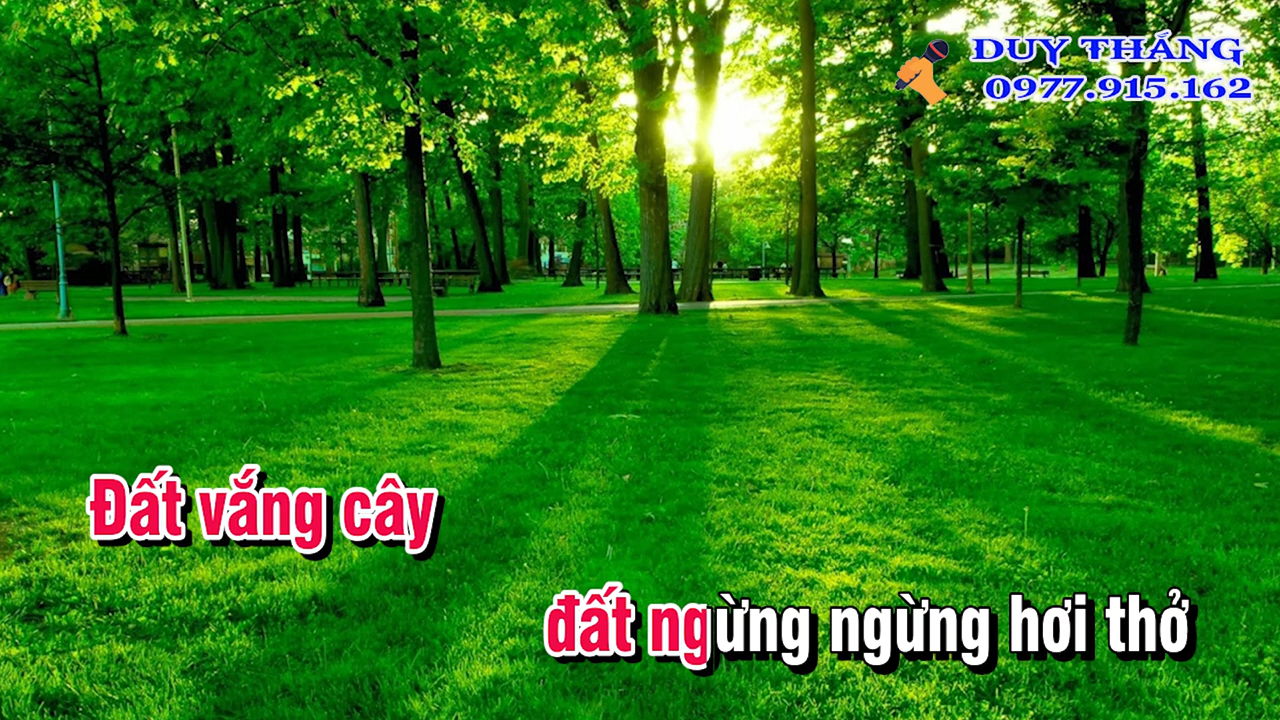 DUY THẮNG
0977.915.162
Đất vắng cây
đất ngừng ngừng hơi thở